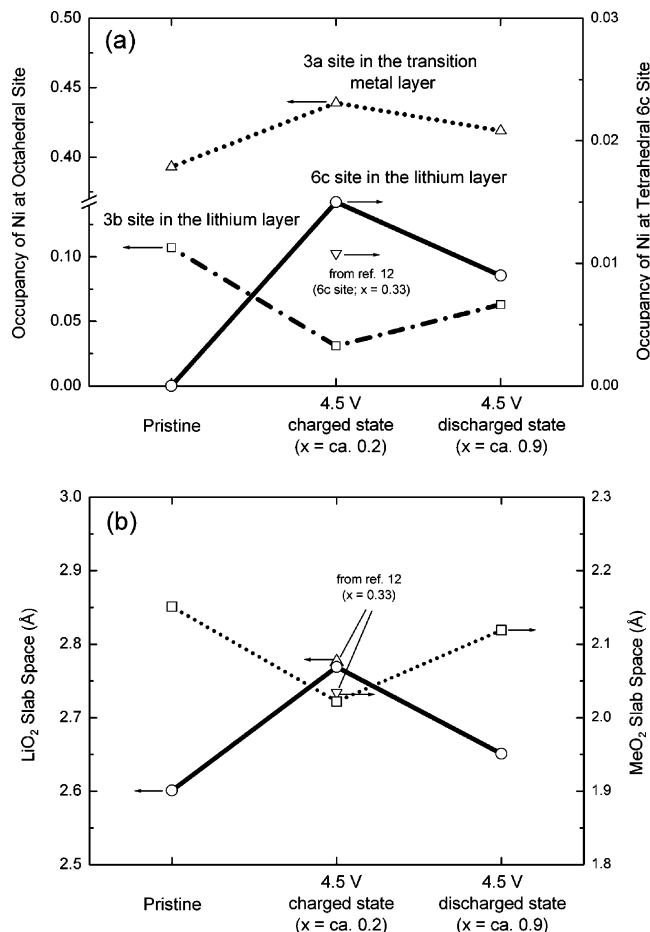 (a)
Occupancy of Ni at Octahedral Site
0.50
0.45
0.40
0.10
0.05
0.00
3a site in the transition
metal layer
6c site in the lithium layer
3b site in the lithium layer
from ref. 12
(6c site; x = 0.33)
0.03
0.02
0.01
0.00
Occupancy of Ni at Tetrahedral 6c Site
Pristine
4.5 V
charged state
(x = ca. 0.2)
4.5 V
discharged state
(x = ca. 0.9)
(b)
LiO₂ Slab Space (Å)
3.0
2.9
2.8
2.7
2.6
2.5
from ref. 12
(x = 0.33)
2.3
2.2
2.1
2.0
1.9
1.8
MeO₂ Slab Space (Å)
Pristine
4.5 V
charged state
(x = ca. 0.2)
4.5 V
discharged state
(x = ca. 0.9)